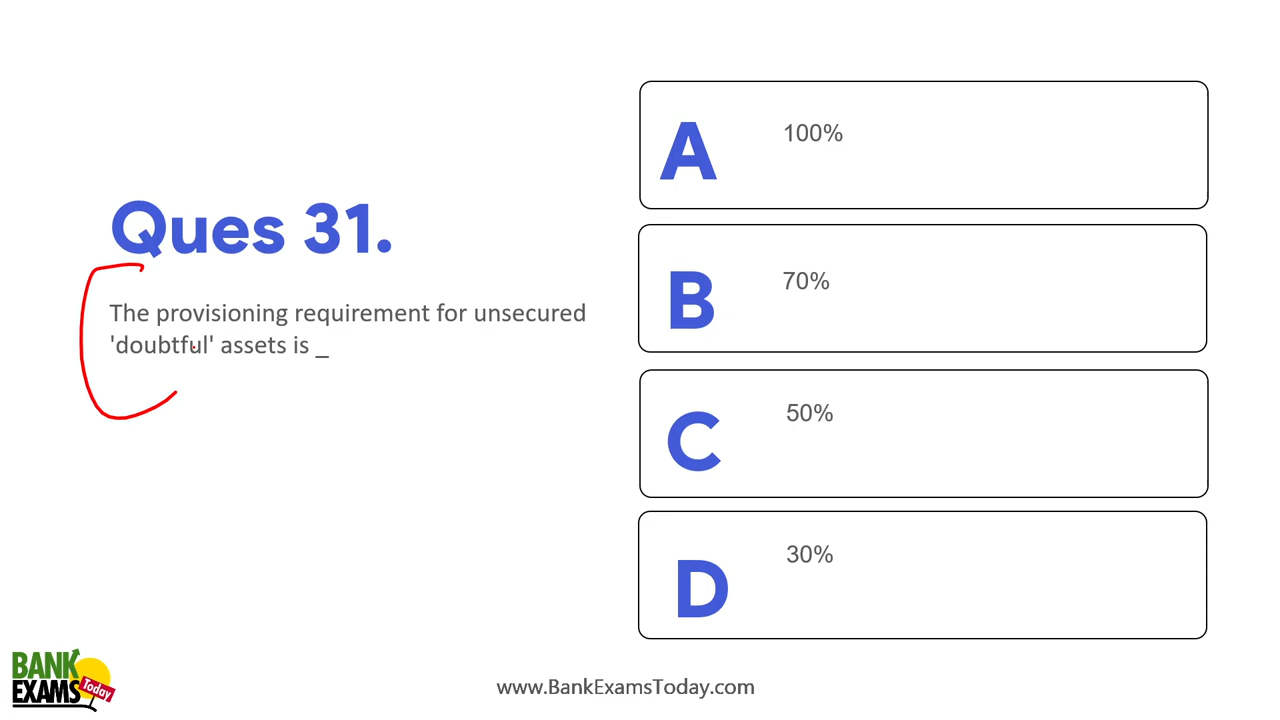 Ques 31.
The provisioning requirement for unsecured
'doubtful' assets is _
A
100%
B
70%
C
50%
D
30%
BANK
EXAMS
Today
www.BankExamsToday.com